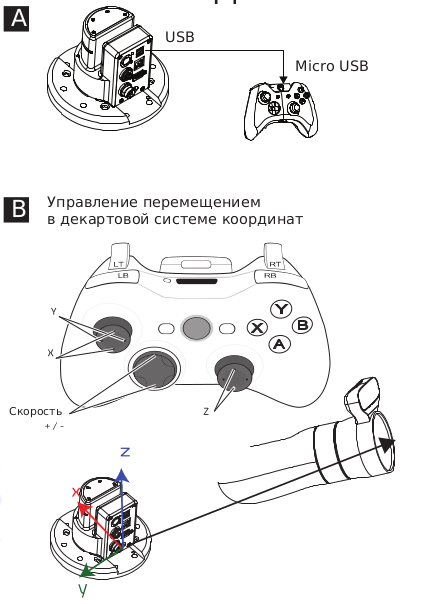 A
USB
Micro USB
B
Управление перемещением
в декартовой системе координат
LT
RT
LB
RB
Y
Y
X
B
X
A
Скорость
+/-
Z
z
x
y